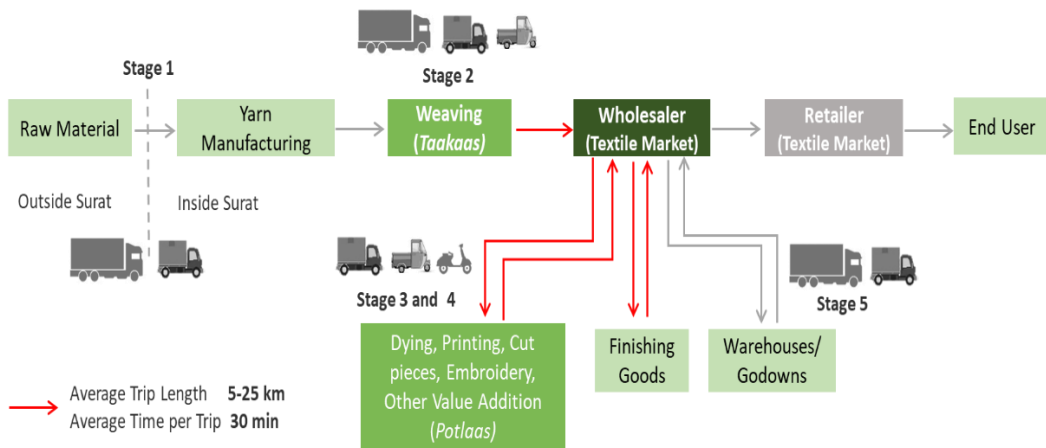 Stage 1
Stage 2
Raw Material
Yarn
Manufacturing
Weaving
(Taakaas)
Wholesaler
(Textile Market)
Retailer
(Textile Market)
End User
Outside Surat
Inside Surat
Stage 3 and 4
Stage 5
Dying, Printing, Cut
pieces, Embroidery,
Other Value Addition
(Potlaas)
Finishing
Goods
Warehouses/
Godowns
Average Trip Length 5-25 km
Average Time per Trip 30 min